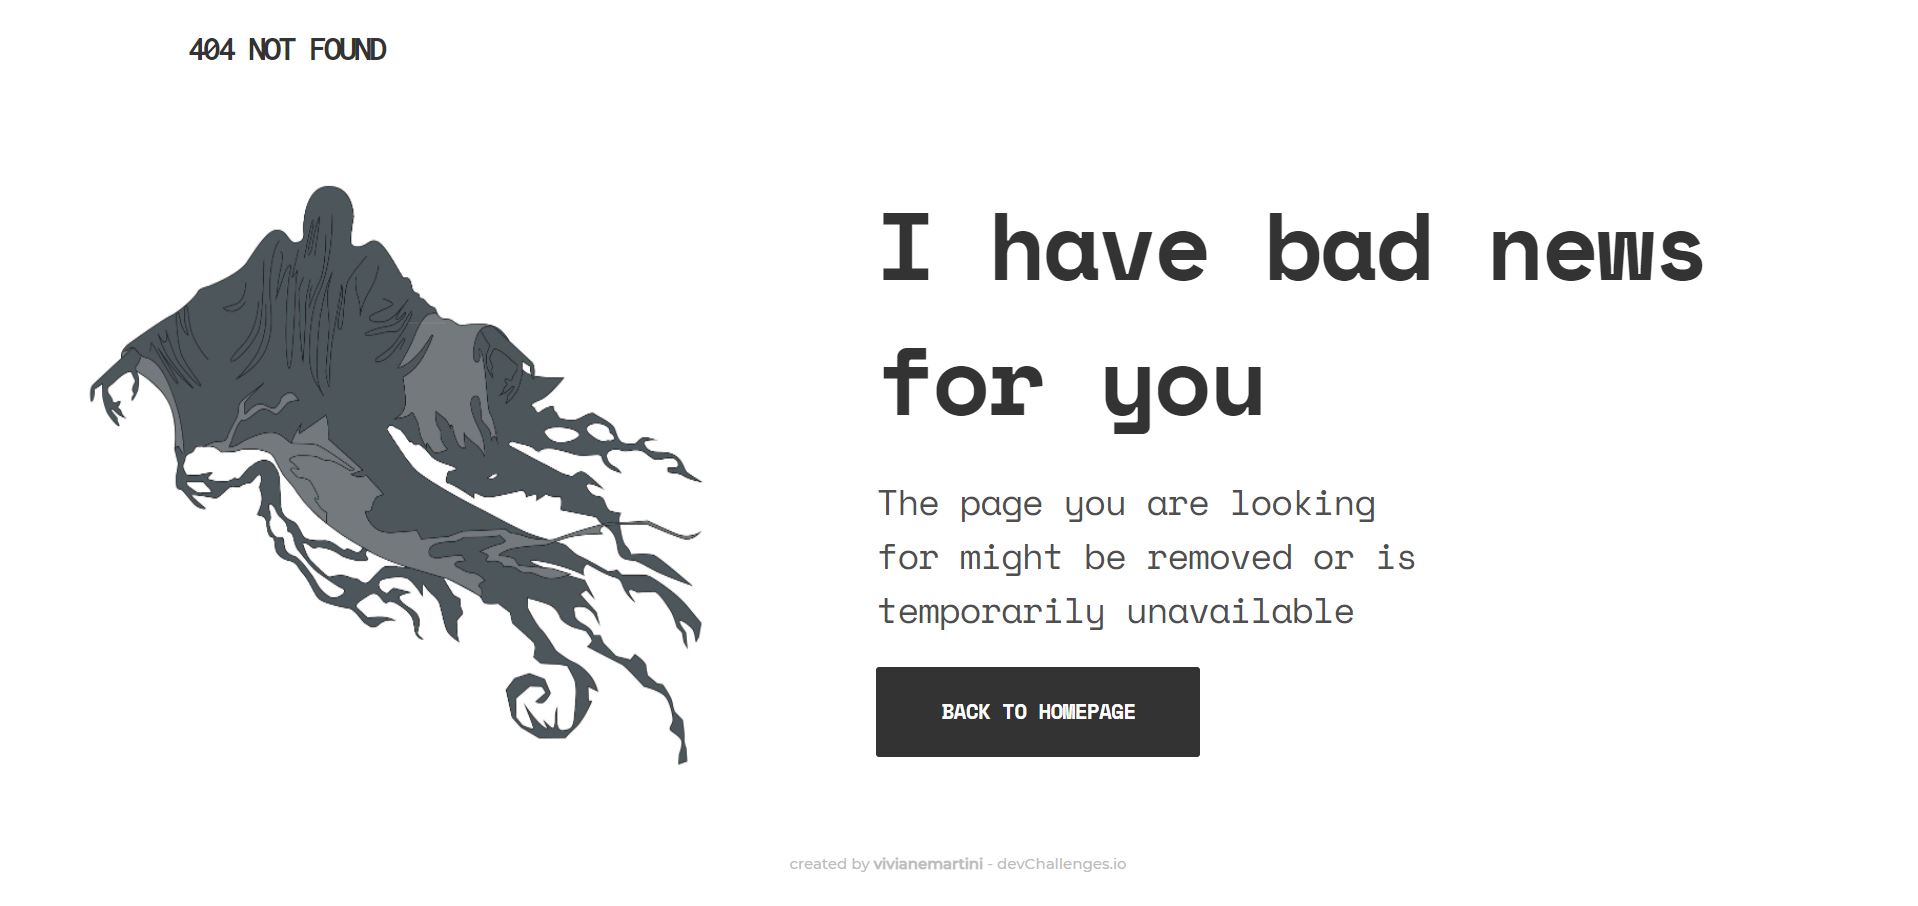 404 NOT FOUND
I have bad news
for you
The page you are looking
for might be removed or is
temporarily unavailable
BACK TO HOMEPAGE
created by vivianemartini - devChallenges.io